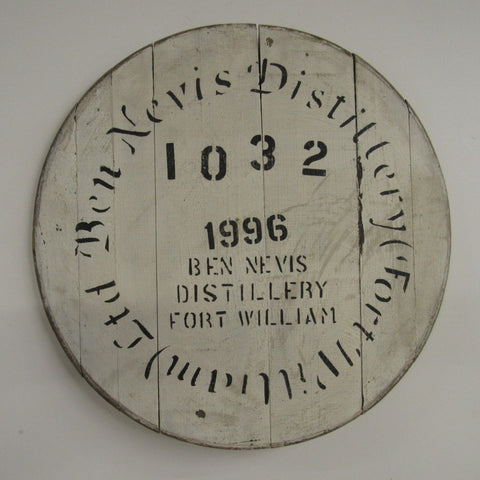 Ben Nevis Distillery (Fort William) Ltd
1032
1996
BEN NEVIS
DISTILLERY
FORT WILLIAM